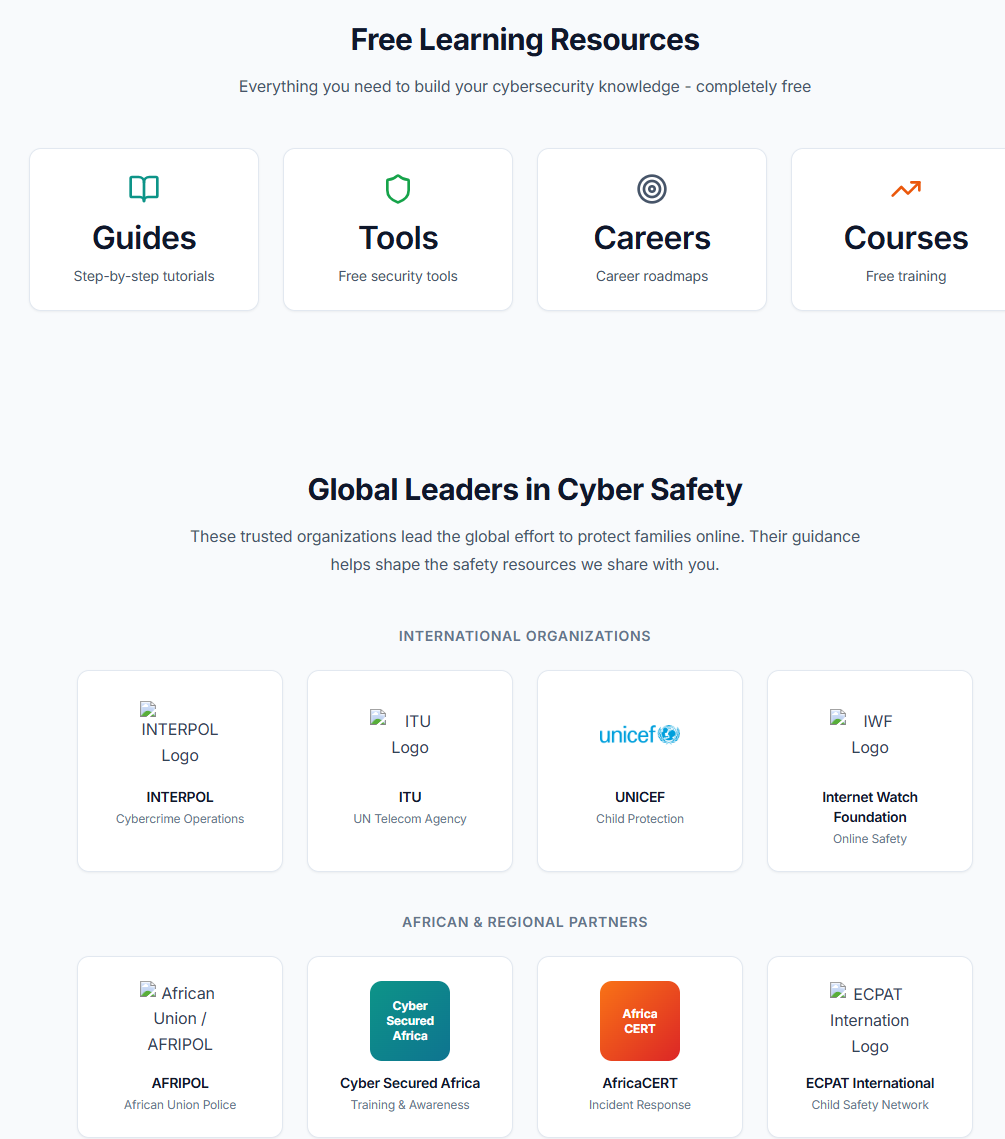 Free Learning Resources
Everything you need to build your cybersecurity knowledge - completely free
Guides
Step-by-step tutorials
Tools
Free security tools
Careers
Career roadmaps
Courses
Free training
Global Leaders in Cyber Safety
These trusted organizations lead the global effort to protect families online. Their guidance
helps shape the safety resources we share with you.
INTERNATIONAL ORGANIZATIONS
INTERPOL
Logo
INTERPOL
Cybercrime Operations
ITU
Logo
ITU
UN Telecom Agency
unicef
UNICEF
Child Protection
IWF
Logo
Internet Watch
Foundation
Online Safety
AFRICAN & REGIONAL PARTNERS
African
Union /
AFRIPOL
AFRIPOL
African Union Police
Cyber
Secured
Africa
Cyber Secured Africa
Training & Awareness
Africa
CERT
AfricaCERT
Incident Response
ECPAT
Internation
Logo
ECPAT International
Child Safety Network